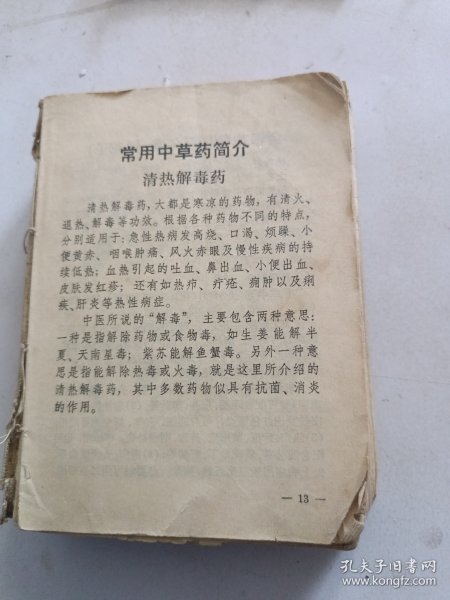 常用中草药简介
清热解毒药
清热解毒药，大都是寒凉的药物，有清火、
退热、解毒等功效。根据各种药物不同的特点，
分别适用于：急性热病发高烧、口渴、烦躁、小
便黄赤、咽喉肿痛、风火赤眼及慢性疾病的持
续低热；血热引起的吐血、鼻出血、小便出血、
皮肤发红疹；还有如热疖、疔疮、痈肿以及痢
疾、肝炎等热性病症。
中医所说的“解毒”，主要包含两种意思：
一种是指解除药物或食物毒，如生姜能解半
夏、天南星毒；紫苏能解鱼蟹毒。另外一种意
思是指能解除热毒或火毒，就是这里所介绍的
清热解毒药，其中多数药物似具有抗菌、消炎
的作用。
— 13 —
孔夫子旧书网
www.kongfz.com